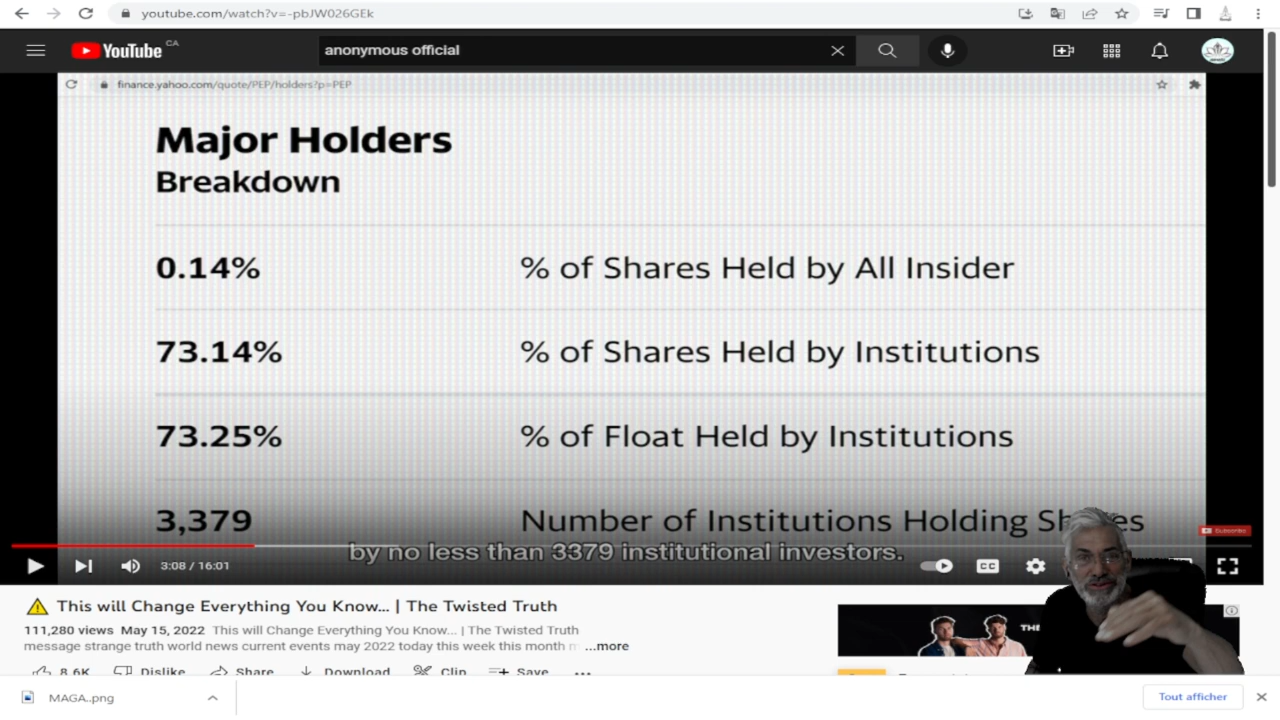 youtube.com/watch?v=-pbJW026GEk
YouTube CA
anonymous official
finance.yahoo.com/quote/PEP/holders?p=PEP
Major Holders
Breakdown
0.14% % of Shares Held by All Insider
73.14% % of Shares Held by Institutions
73.25% % of Float Held by Institutions
3,379 Number of Institutions Holding
Subscribe
by no less than 3379 institutional investors.
3:08 / 16:01 CC
This will Change Everything You Know... | The Twisted Truth
111,280 views May 15, 2022 This will Change Everything You Know... | The Twisted Truth
message strange truth world news current events may 2022 today this week this month ...more
8.6K Dislike Share Download Clip Save ...
MAGA..png
Tout afficher